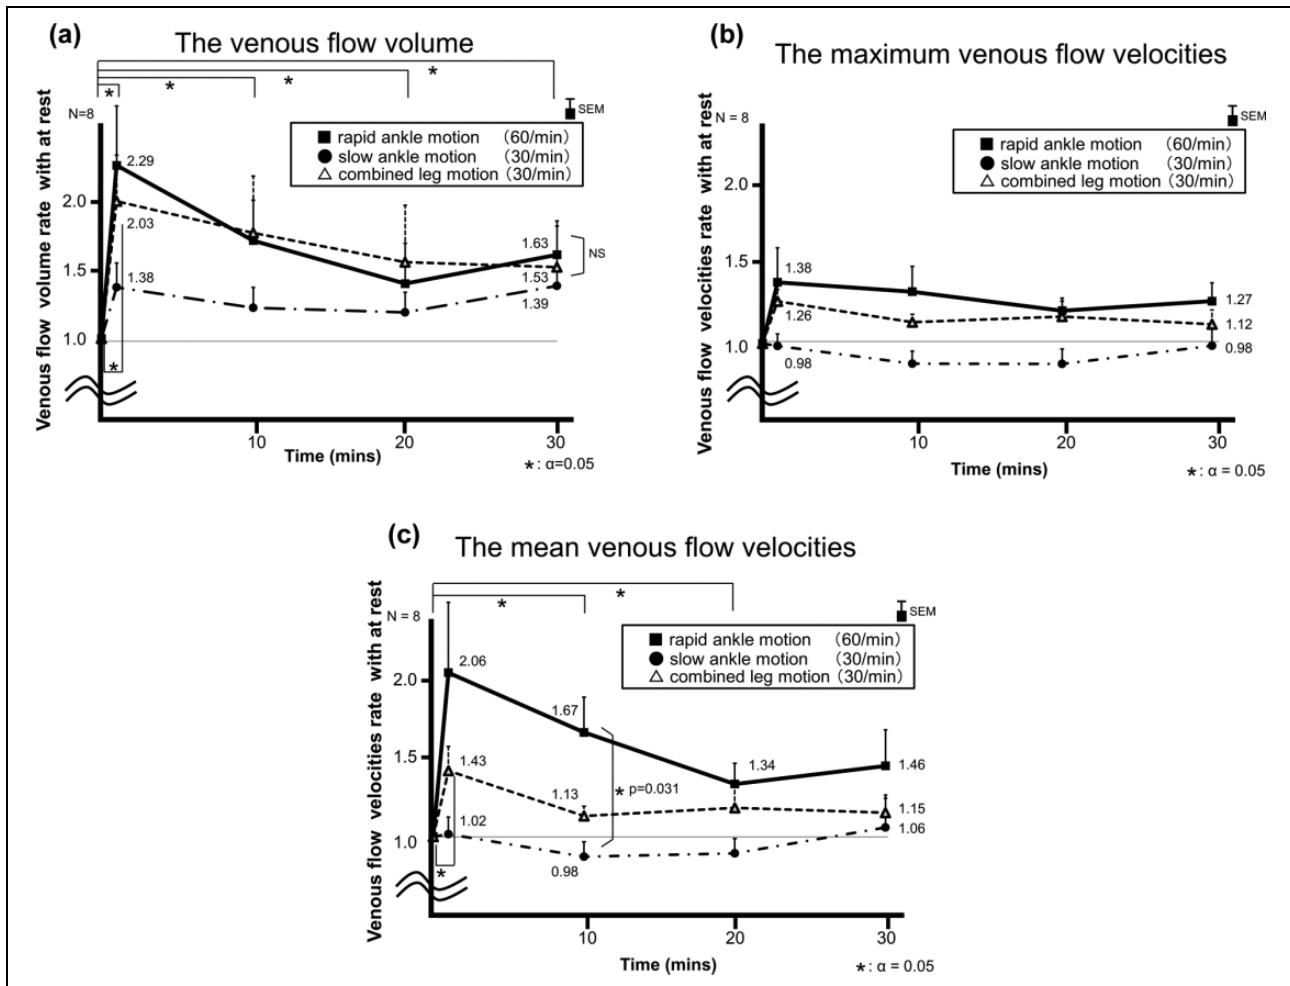 (a)
The venous flow volume
*
*
*
*
N=8
SEM
rapid ankle motion (60/min)
slow ankle motion (30/min)
combined leg motion (30/min)
Venous flow volume rate with at rest
2.0
1.5
1.0
2.29
2.03
1.38
1.63
1.53
1.39
NS
*
10
20
30
Time (mins)
*: α=0.05
(b)
The maximum venous flow velocities
N = 8
SEM
rapid ankle motion (60/min)
slow ankle motion (30/min)
combined leg motion (30/min)
Venous flow velocities rate with at rest
2.0
1.5
1.0
1.38
1.26
0.98
1.27
1.12
0.98
10
20
30
Time (mins)
*: α = 0.05
(c)
The mean venous flow velocities
*
*
N = 8
SEM
rapid ankle motion (60/min)
slow ankle motion (30/min)
combined leg motion (30/min)
Venous flow velocities rate with at rest
2.0
1.5
1.0
2.06
1.67
1.43
1.34
1.46
1.13
* p=0.031
1.02
1.15
1.06
0.98
*
10
20
30
Time (mins)
*: α = 0.05